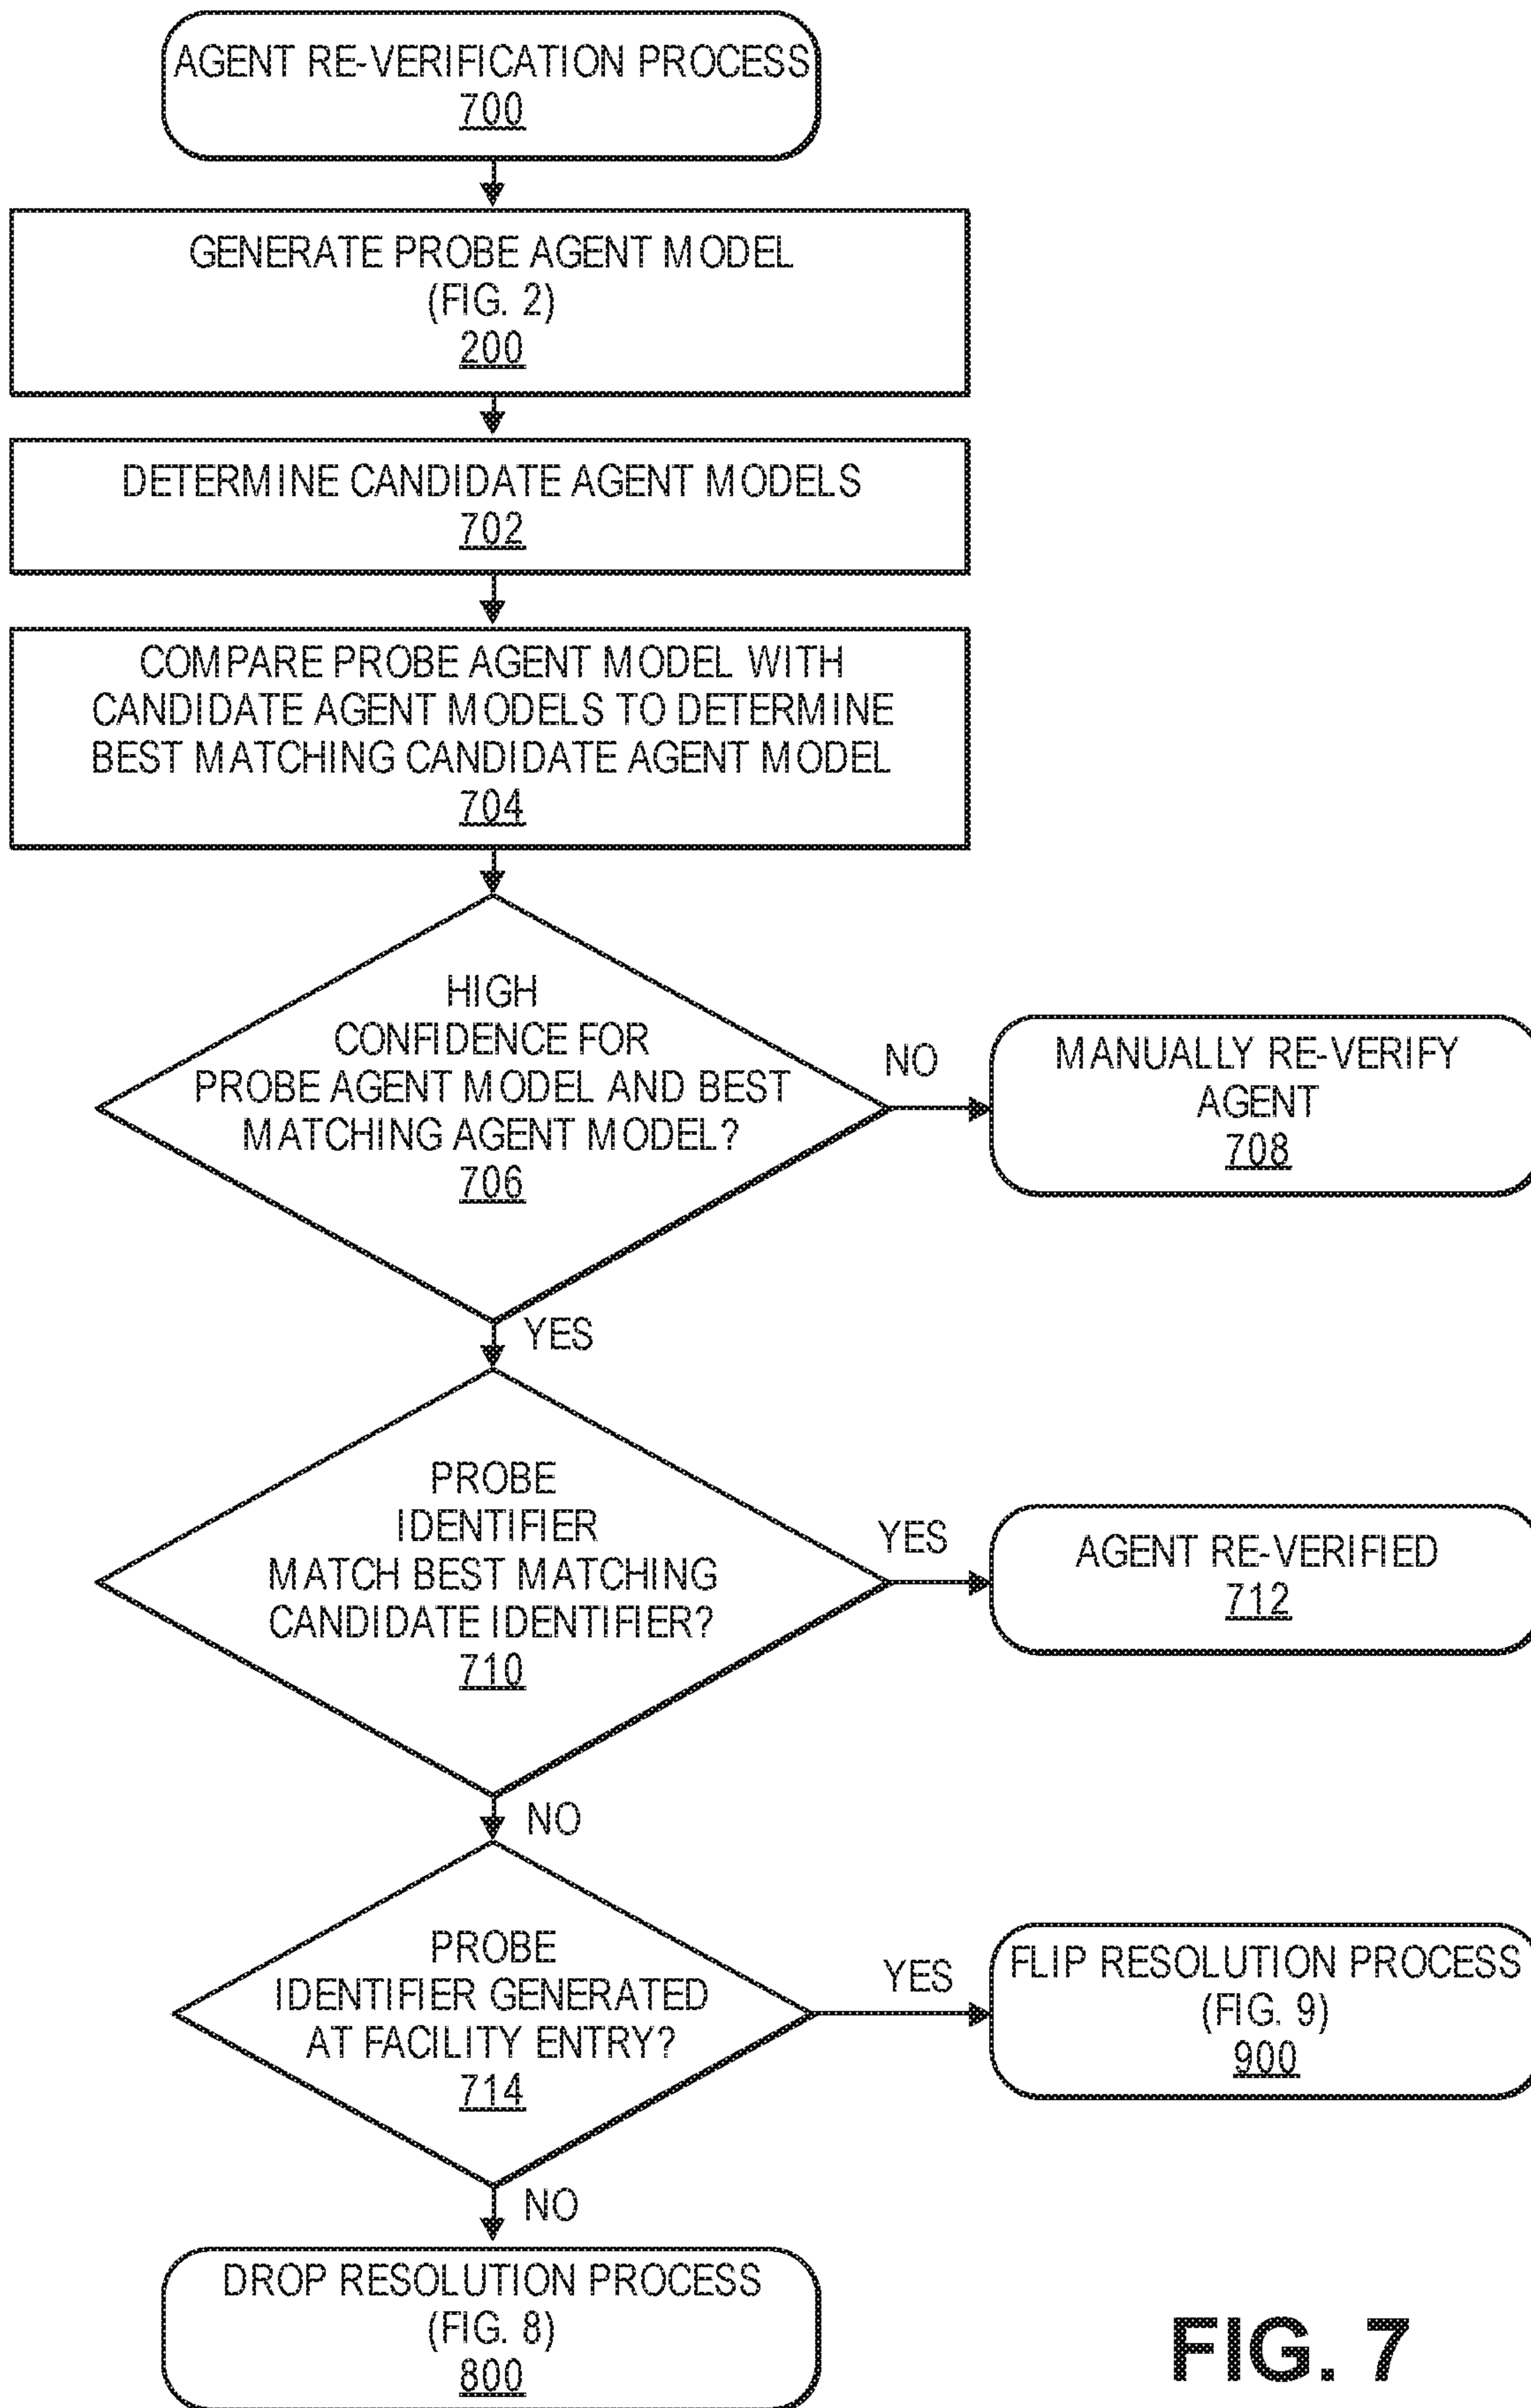 AGENT RE-VERIFICATION PROCESS
700
GENERATE PROBE AGENT MODEL
(FIG. 2)
200
DETERMINE CANDIDATE AGENT MODELS
702
COMPARE PROBE AGENT MODEL WITH
CANDIDATE AGENT MODELS TO DETERMINE
BEST MATCHING CANDIDATE AGENT MODEL
704
HIGH
CONFIDENCE FOR
PROBE AGENT MODEL AND BEST
MATCHING AGENT MODEL?
706
NO
MANUALLY RE-VERIFY
AGENT
708
YES
PROBE
IDENTIFIER
MATCH BEST MATCHING
CANDIDATE IDENTIFIER?
710
YES
AGENT RE-VERIFIED
712
NO
PROBE
IDENTIFIER GENERATED
AT FACILITY ENTRY?
714
YES
FLIP RESOLUTION PROCESS
(FIG. 9)
900
NO
DROP RESOLUTION PROCESS
(FIG. 8)
800
FIG. 7